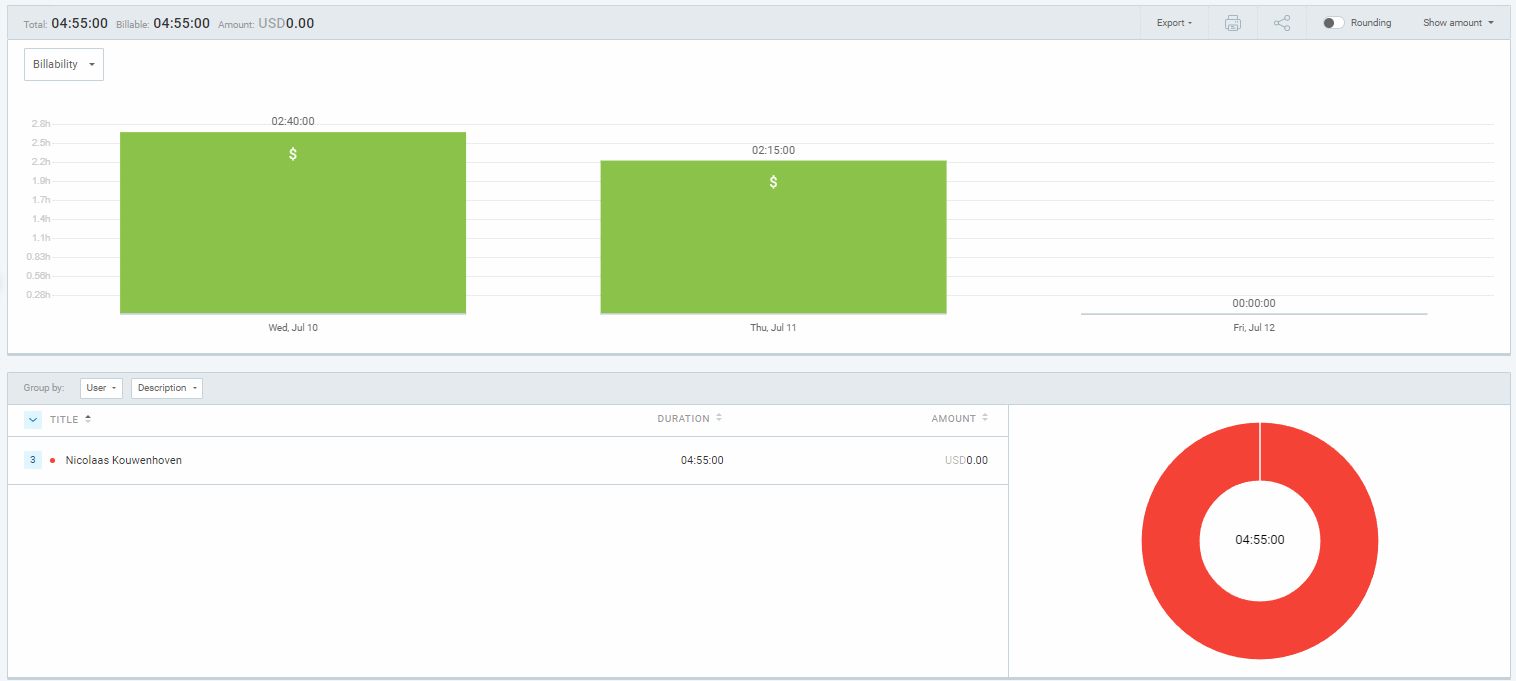 Total: 04:55:00 Billable: 04:55:00 Amount: USD0.00 Export Rounding Show amount
Billability
02:40:00
02:15:00
00:00:00
2.8h
2.5h
2.2h
1.9h
1.7h
1.4h
1.1h
0.83h
0.56h
0.28h
$
$
Wed, Jul 10 Thu, Jul 11 Fri, Jul 12
Group by: User Description
TITLE DURATION AMOUNT
3 Nicolaas Kouwenhoven 04:55:00 USD0.00
04:55:00